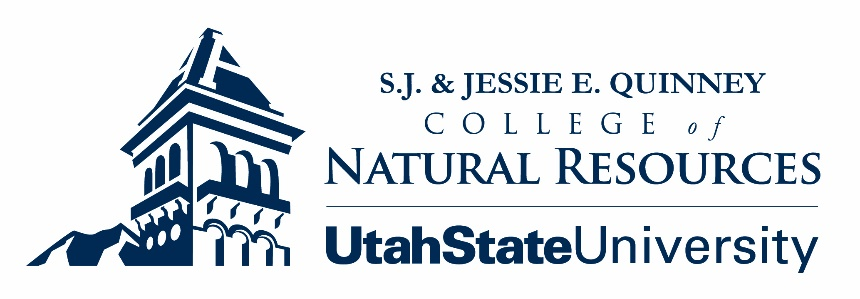 A
S.J. & JESSIE E. QUINNEY
COLLEGE of
NATURAL RESOURCES
UtahStateUniversity